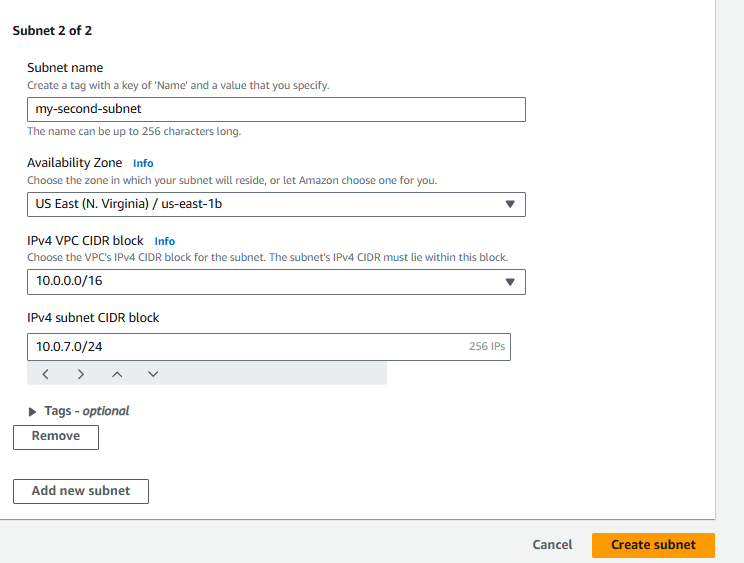 Subnet 2 of 2
Subnet name
Create a tag with a key of 'Name' and a value that you specify.
my-second-subnet
The name can be up to 256 characters long.
Availability Zone Info
Choose the zone in which your subnet will reside, or let Amazon choose one for you.
US East (N. Virginia) / us-east-1b
IPv4 VPC CIDR block Info
Choose the VPC's IPv4 CIDR block for the subnet. The subnet's IPv4 CIDR must lie within this block.
10.0.0.0/16
IPv4 subnet CIDR block
10.0.7.0/24 256 IPs
Tags - optional
Remove
Add new subnet
Cancel Create subnet